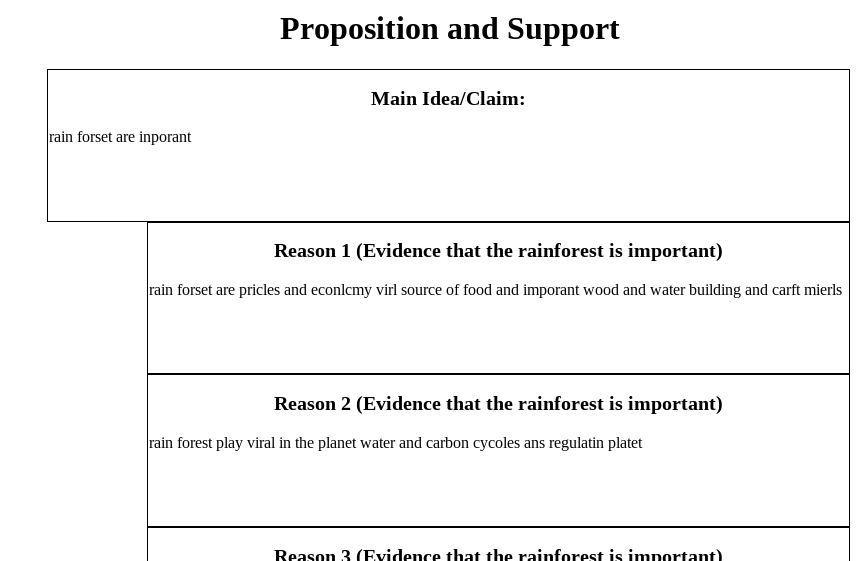 Proposition and Support
Main Idea/Claim:
rain forset are inporant
Reason 1 (Evidence that the rainforest is important)
rain forset are pricles and econlcmy virl source of food and imporant wood and water building and carft mierls
Reason 2 (Evidence that the rainforest is important)
rain forest play viral in the planet water and carbon cycoles ans regulatin platet
Reason 3 (Evidence that the rainforest is important)